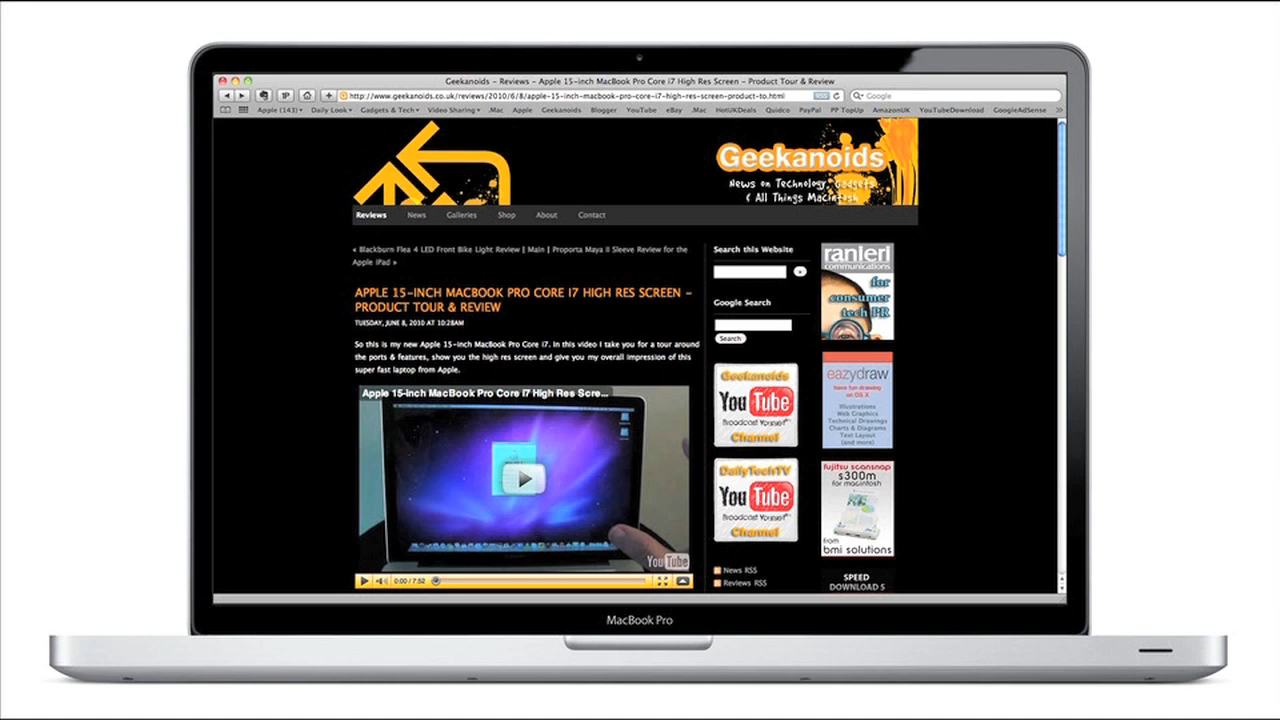 Geekanoids - Reviews - Apple 15-inch MacBook Pro Core i7 High Res Screen - Product Tour & Review
http://www.geekanoids.co.uk/reviews/2010/6/8/apple-15-inch-macbook-pro-core-i7-high-res-screen-product-to.html
Google
Apple (143) Daily Look Gadgets & Tech Video Sharing .Mac Apple Geekanoids Blogger YouTube eBay .Mac HotUKDeals Quidco PayPal PP TopUp AmazonUK YouTubeDownload GoogleAdSense
Geekanoids
News on Technology, Gadgets
& All Things Macintosh
Reviews News Galleries Shop About Contact
« Blackburn Flea 4 LED Front Bike Light Review | Main | Proporta Maya II Sleeve Review for the
Apple iPad »
APPLE 15-INCH MACBOOK PRO CORE I7 HIGH RES SCREEN -
PRODUCT TOUR & REVIEW
TUESDAY, JUNE 8, 2010 AT 10:28AM
So this is my new Apple 15-inch MacBook Pro Core i7. In this video I take you for a tour around
the ports & features, show you the high res screen and give you my overall impression of this
super fast laptop from Apple.
Apple 15-inch MacBook Pro Core i7 High Res Scre...
YouTube
0:00 / 7:52
Search this Website
Google Search
Search
Geekanoids
YouTube
Broadcast Yourself
Channel
DailyTechTV
YouTube
Broadcast Yourself
Channel
News RSS
Reviews RSS
ranieri
communications
for
consumer
tech PR
eazydraw
have fun drawing
on OS X
Illustrations
Web Graphics
Technical Drawings
Charts & Diagrams
Text Layout
(and more)
fujitsu scansnap
s300m
for macintosh
from
bmi solutions
SPEED
DOWNLOAD 5
MacBook Pro